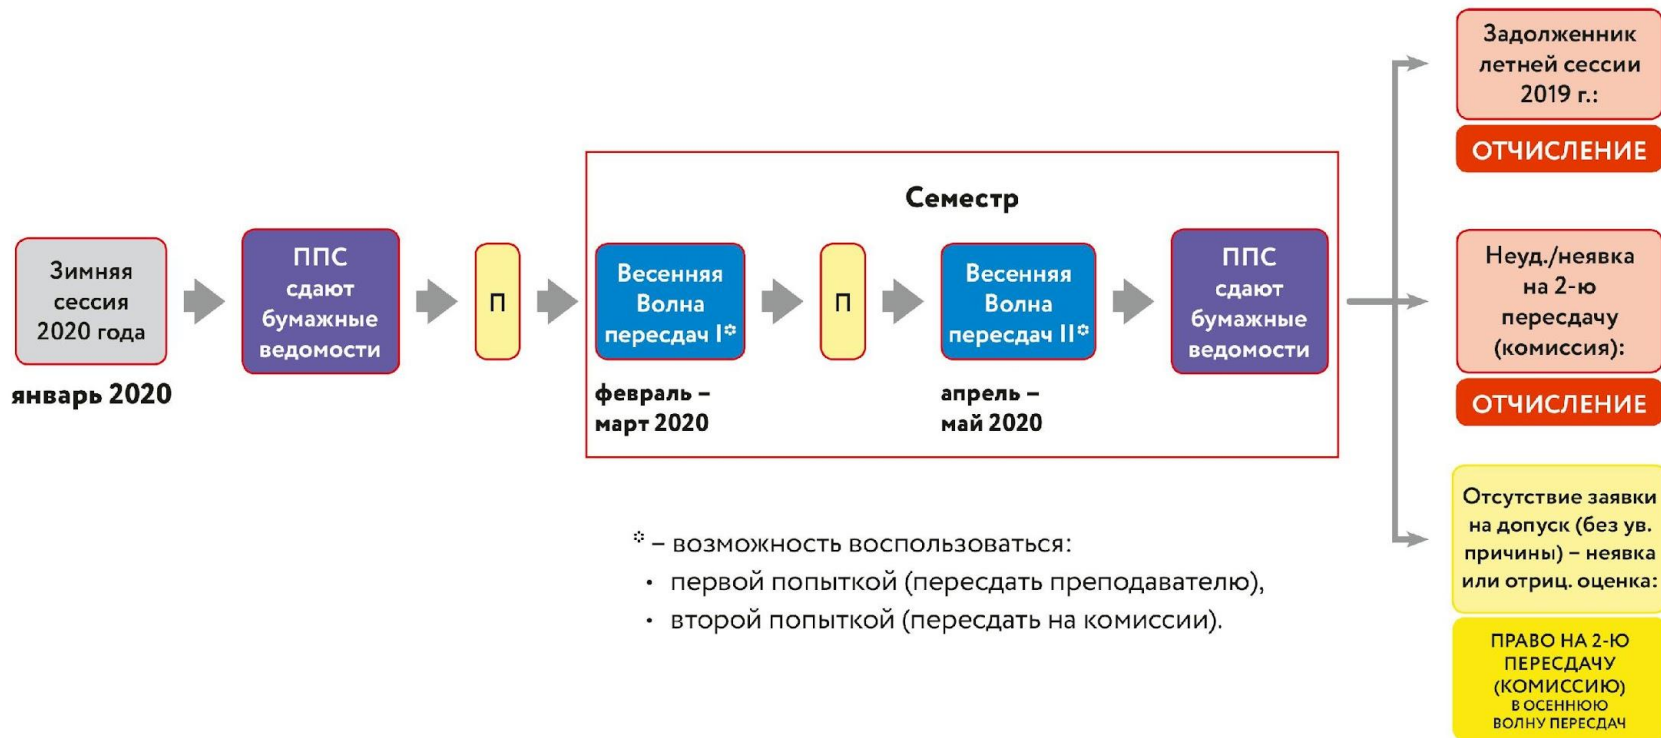 Зимняя
сессия
2020 года
январь 2020
ППС
сдают
бумажные
ведомости
П
Семестр
Весенняя
Волна
пересдач I*
февраль –
март 2020
П
Весенняя
Волна
пересдач II*
апрель –
май 2020
ППС
сдают
бумажные
ведомости
Задолженник
летней сессии
2019 г.:
ОТЧИСЛЕНИЕ
Неуд./неявка
на 2-ю
пересдачу
(комиссия):
ОТЧИСЛЕНИЕ
Отсутствие заявки
на допуск (без ув.
причины) – неявка
или отриц. оценка:
ПРАВО НА 2-Ю
ПЕРЕСДАЧУ
(КОМИССИЮ)
В ОСЕННЮЮ
ВОЛНУ ПЕРЕСДАЧ
* – возможность воспользоваться:
• первой попыткой (пересдать преподавателю),
• второй попыткой (пересдать на комиссии).